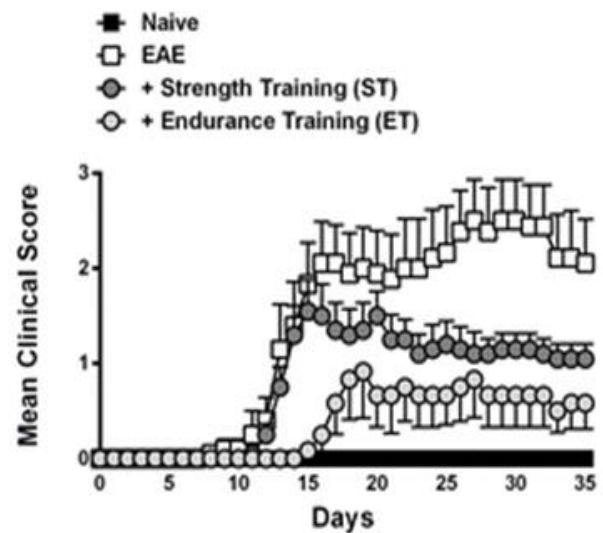 Naive
EAE
+ Strength Training (ST)
+ Endurance Training (ET)
3
2
1
0
Mean Clinical Score
0 5 10 15 20 25 30 35
Days